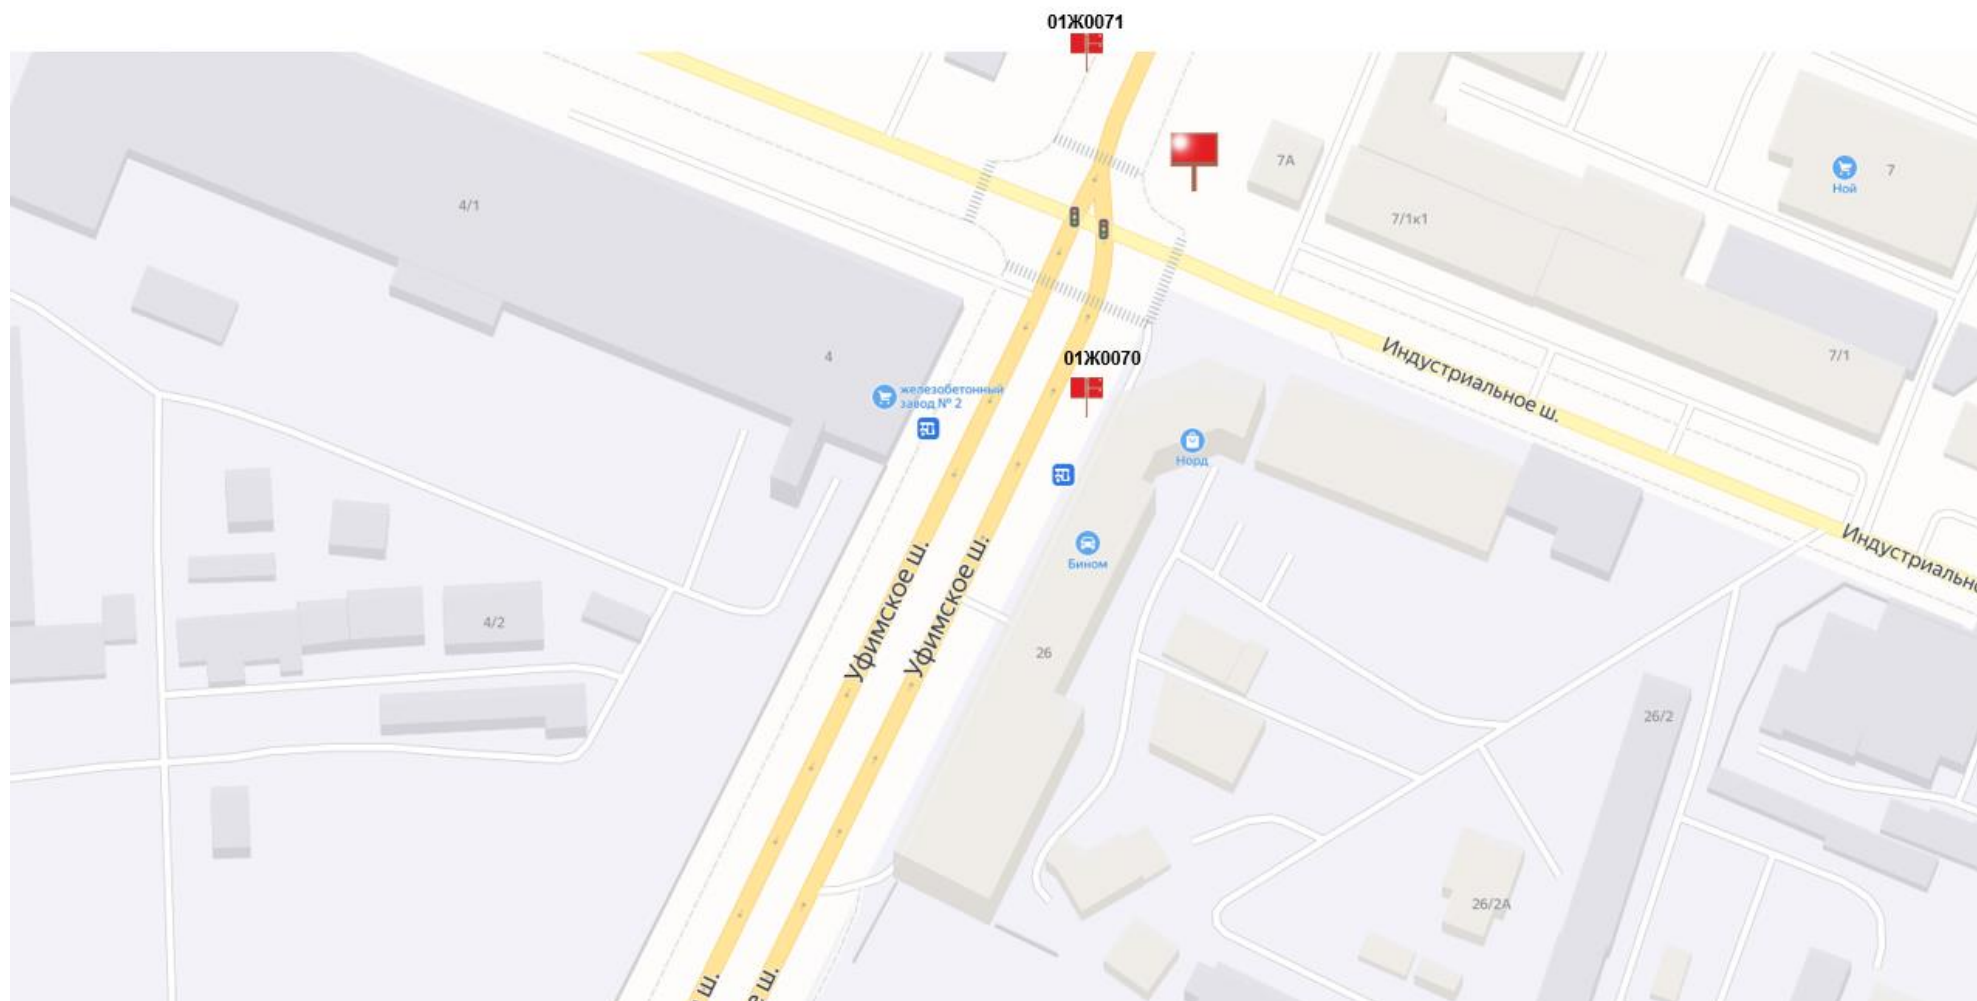 01Ж0071
7А
Ной
7
4/1
7/1к1
Индустриальное ш.
7/1
4
01Ж0070
железобетонный
завод № 2
Норд
Индустриально
Бином
Уфимское ш.
Уфимское ш.
4/2
26
26/2
26/2А
ш.
е ш.